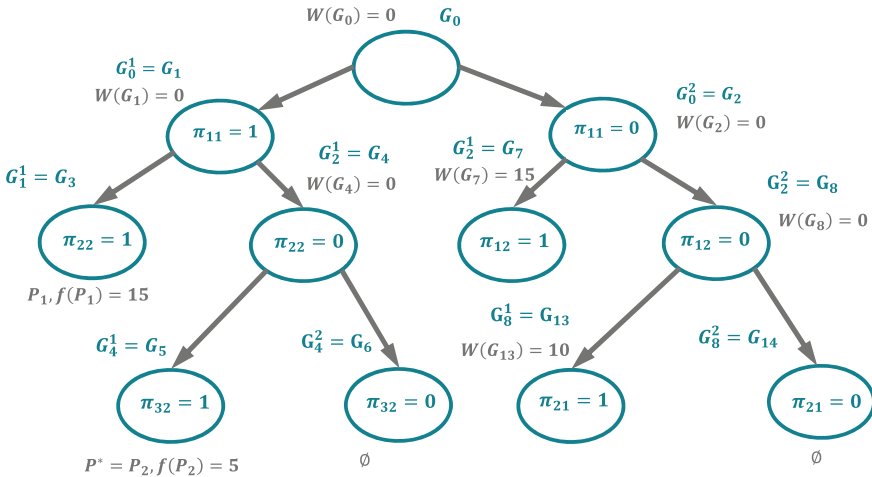 W(G₀) = 0 G₀
G₀¹ = G₁
W(G₁) = 0
G₀² = G₂
W(G₂) = 0
π₁₁ = 1
π₁₁ = 0
G₁¹ = G₃
G₂¹ = G₄
W(G₄) = 0
G₂¹ = G₇
W(G₇) = 15
G₂² = G₈
W(G₈) = 0
π₂₂ = 1
π₂₂ = 0
π₁₂ = 1
π₁₂ = 0
P₁, f(P₁) = 15
G₄¹ = G₅
G₄² = G₆
G₈¹ = G₁₃
W(G₁₃) = 10
G₈² = G₁₄
π₃₂ = 1
π₃₂ = 0
π₂₁ = 1
π₂₁ = 0
P* = P₂, f(P₂) = 5
∅
∅